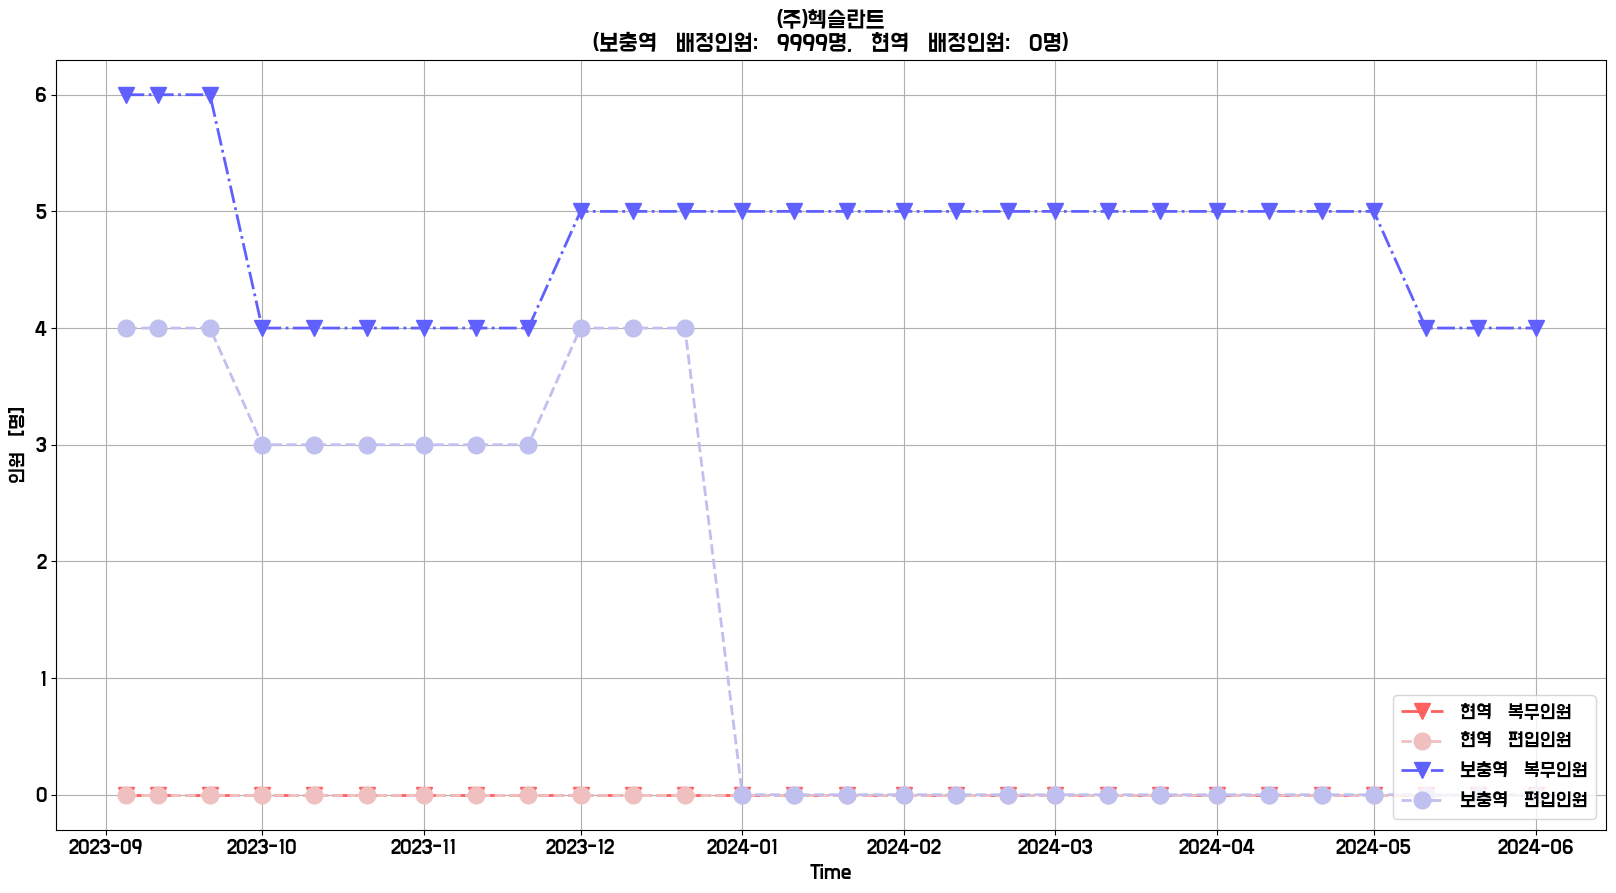 (주)헥슬란트
(보충역 배정인원: 9999명, 현역 배정인원: 0명)
인원 [명]
6
5
4
3
2
1
0
현역 복무인원
현역 편입인원
보충역 복무인원
보충역 편입인원
2023-09 2023-10 2023-11 2023-12 2024-01 2024-02 2024-03 2024-04 2024-05 2024-06
Time